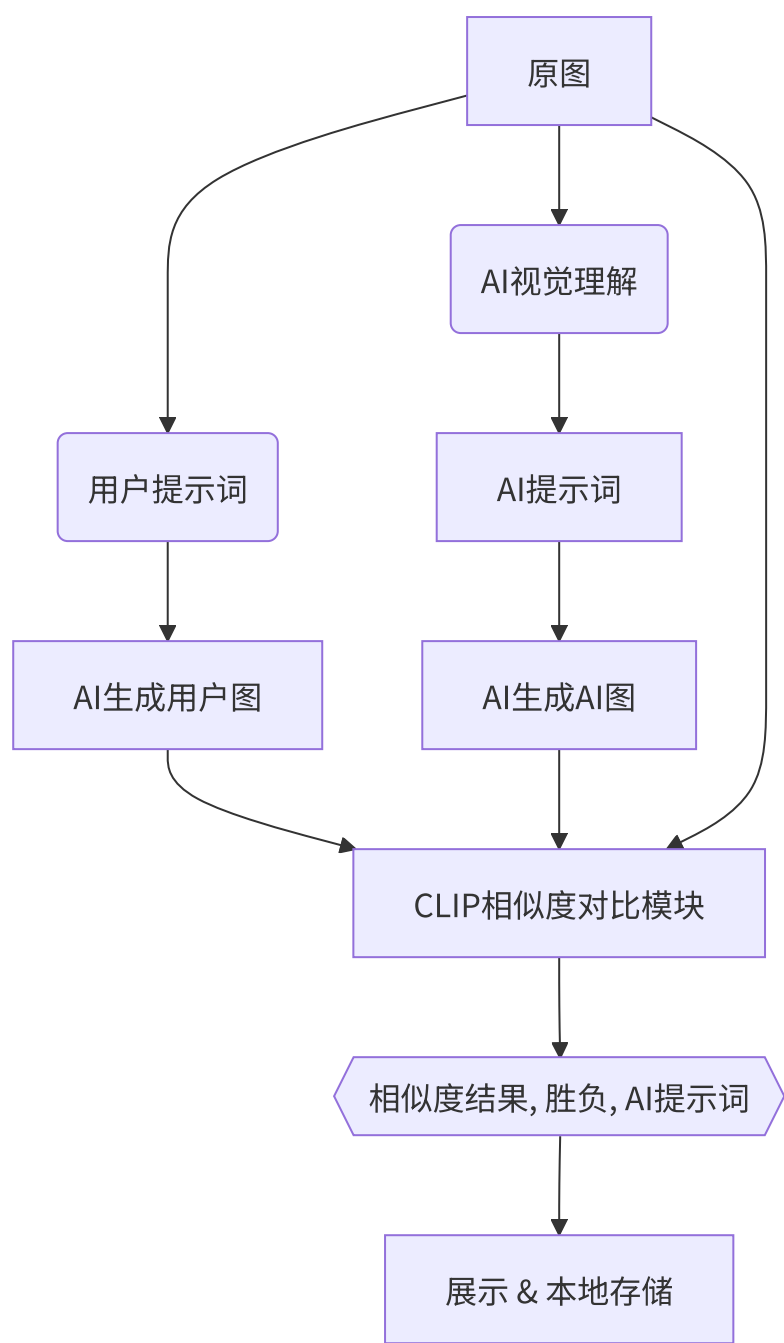 原图
AI视觉理解
用户提示词
AI提示词
AI生成用户图
AI生成AI图
CLIP相似度对比模块
相似度结果, 胜负, AI提示词
展示 & 本地存储